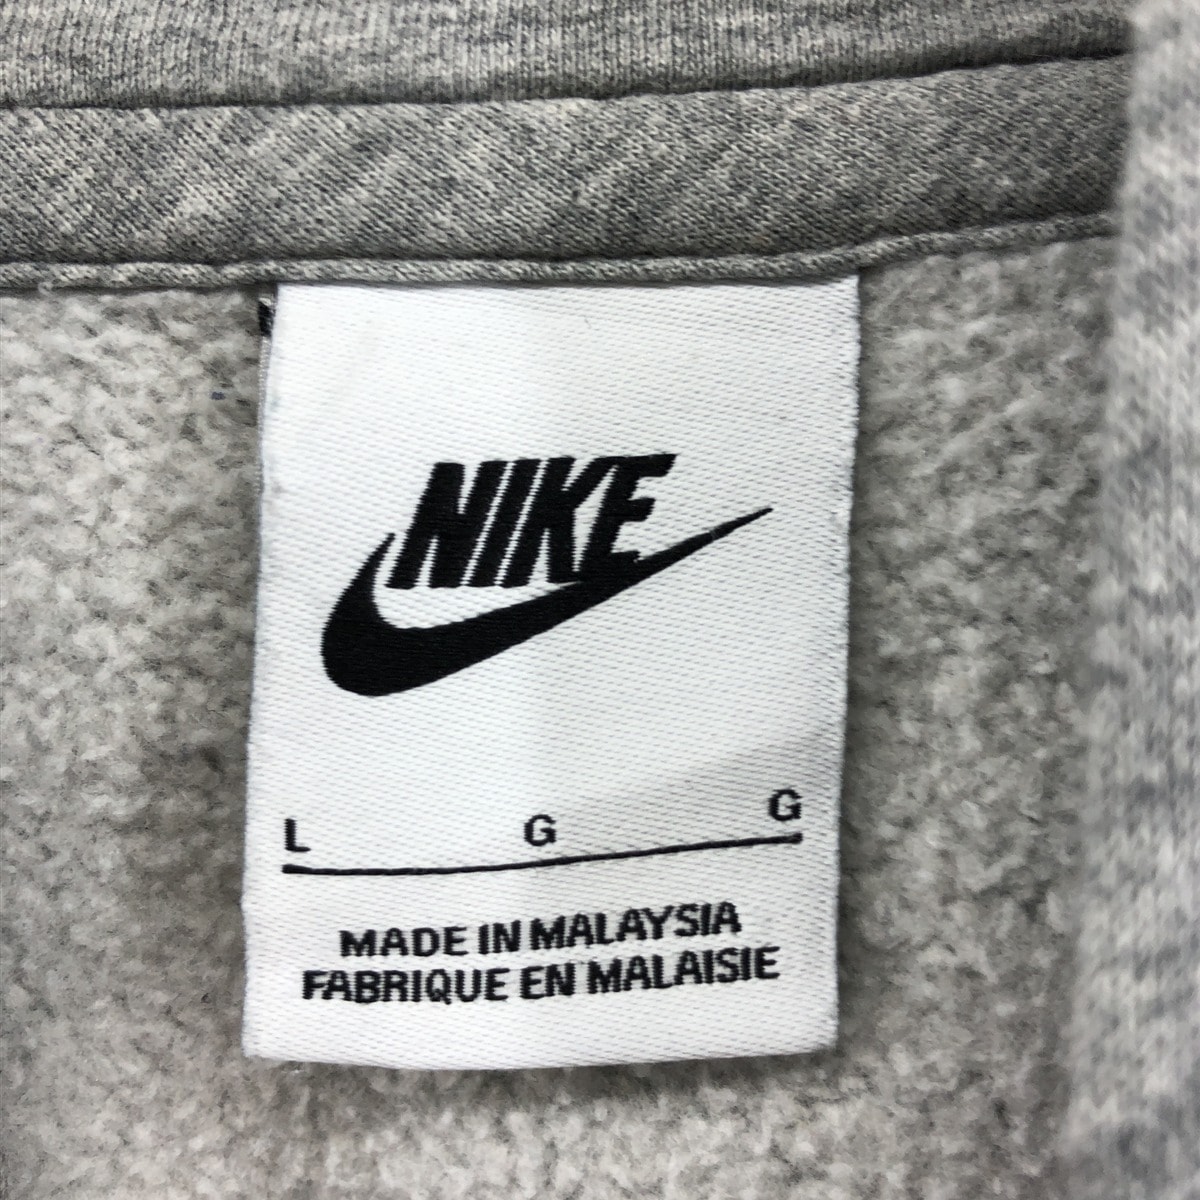 NIKE
L G G
MADE IN MALAYSIA
FABRIQUE EN MALAISIE